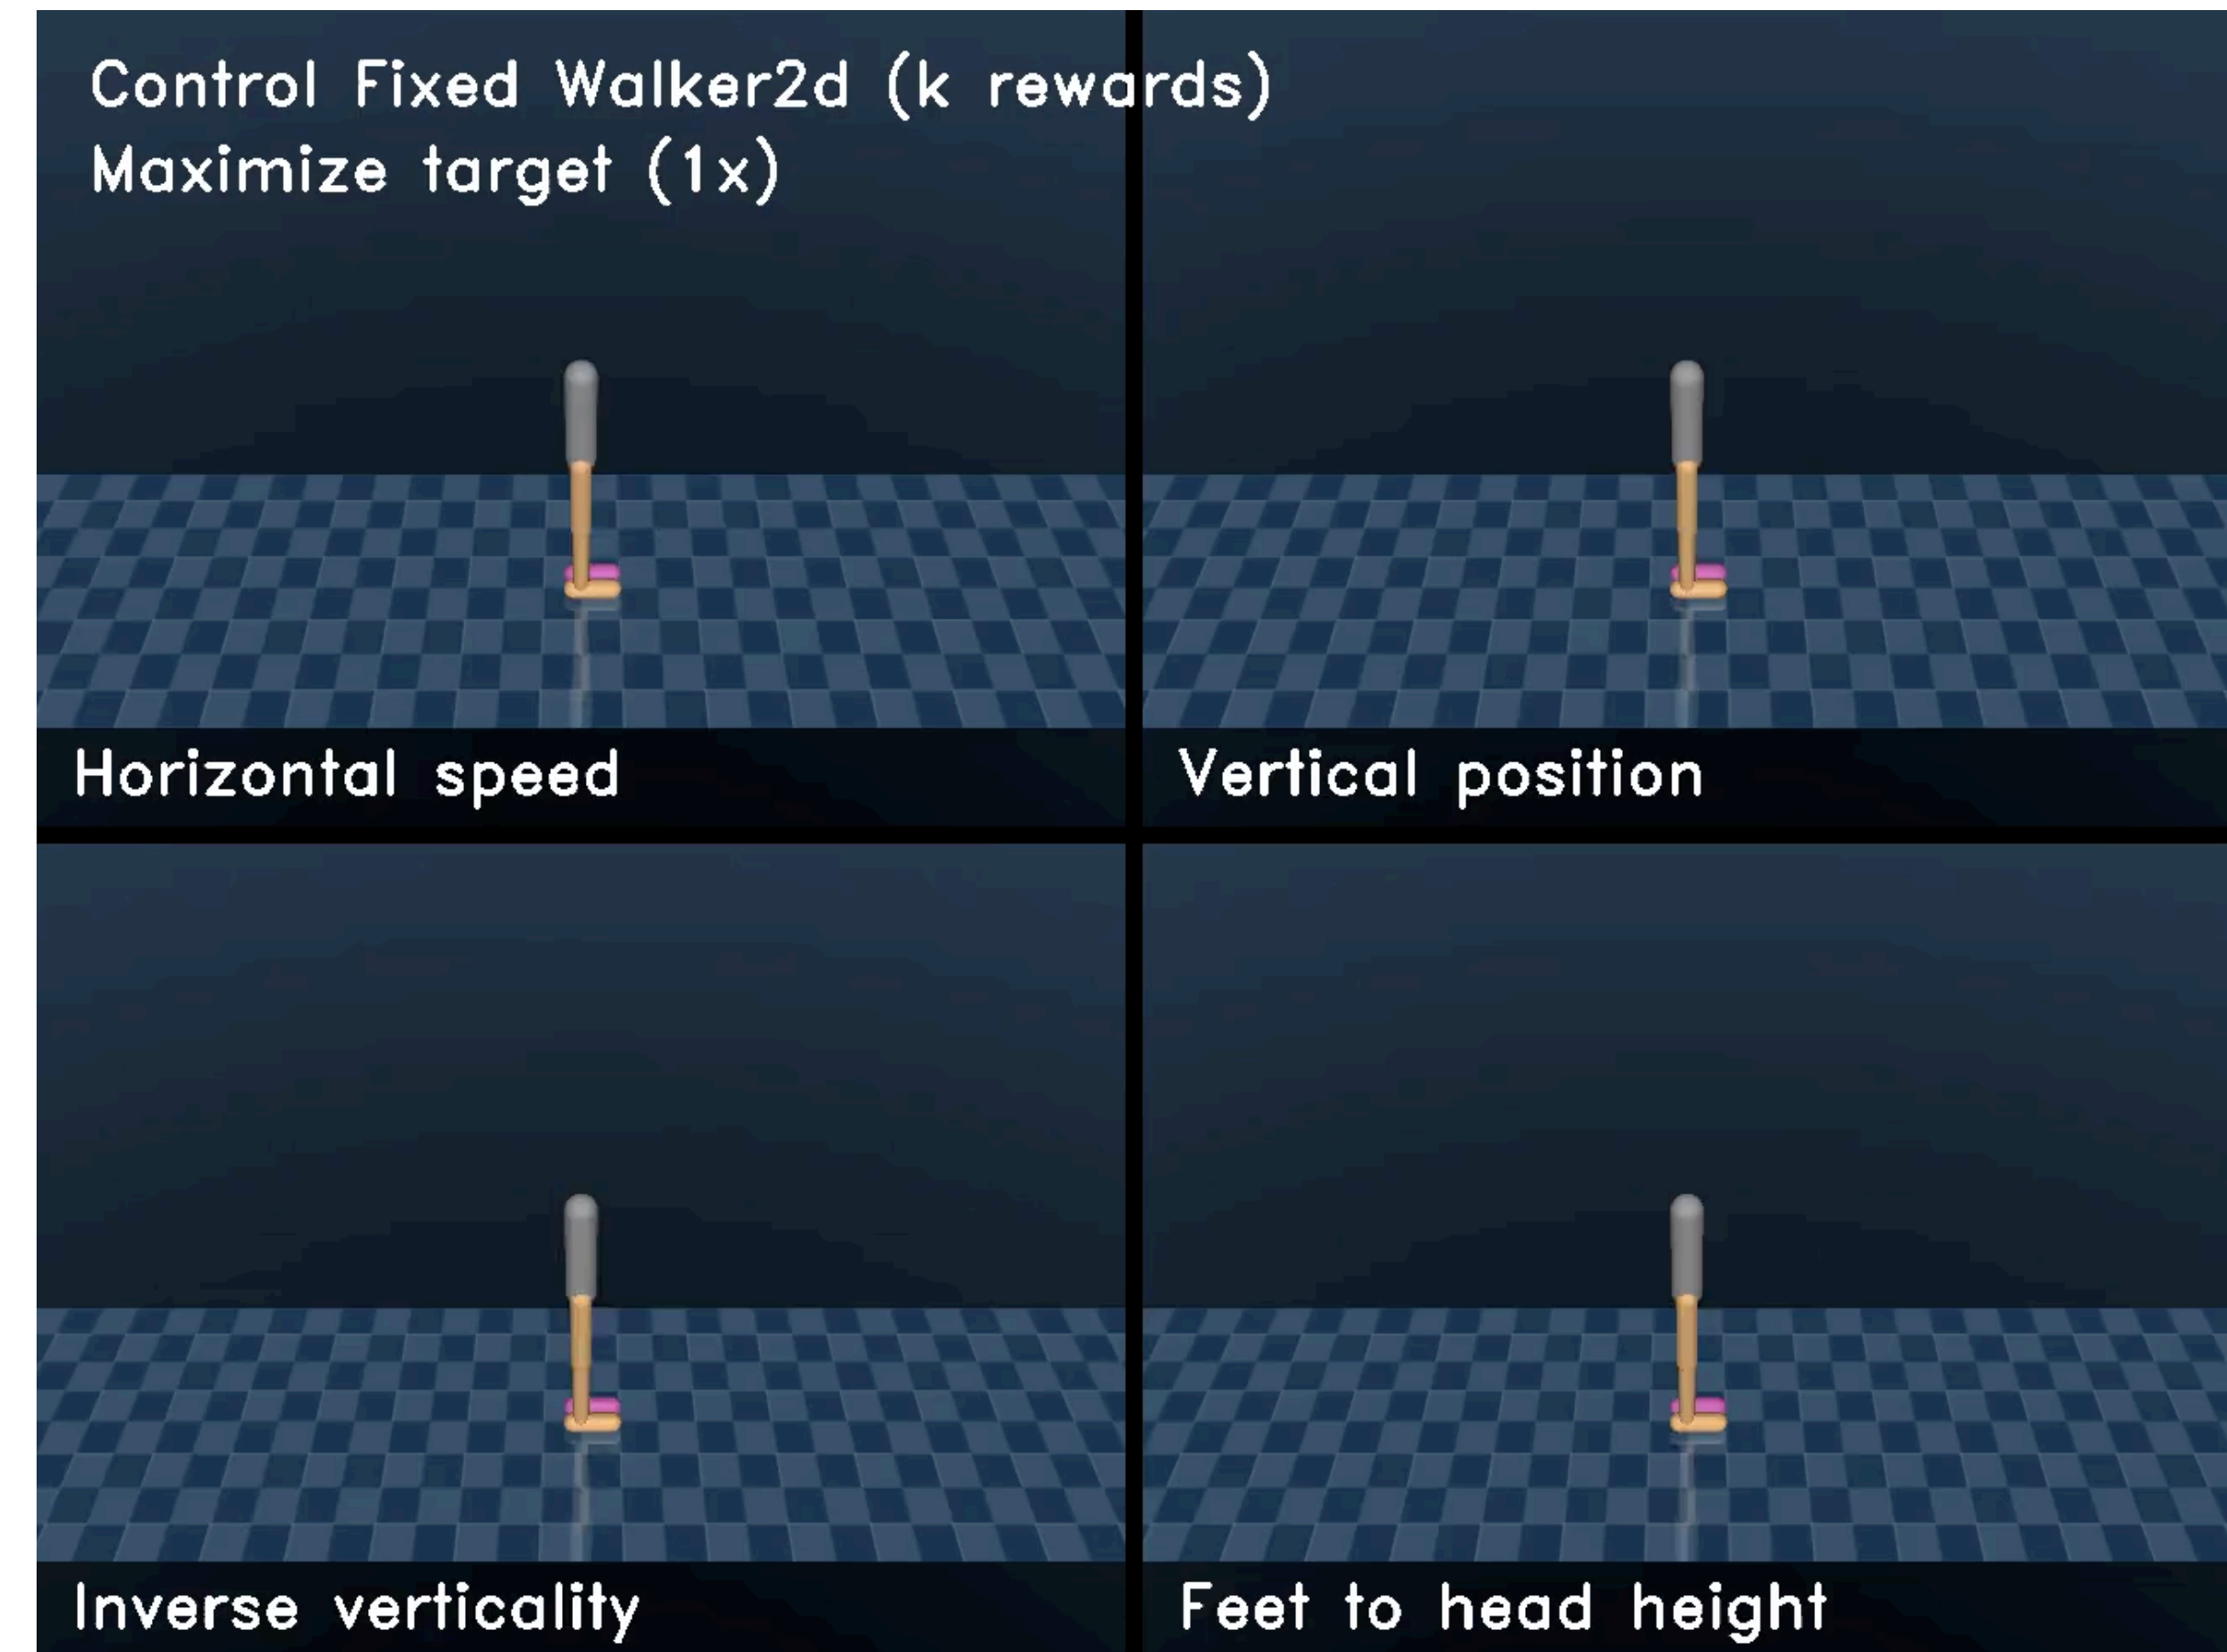 Control Fixed Walker2d (k rewards)
Maximize target (1x)
Horizontal speed
Vertical position
Inverse verticality
Feet to head height